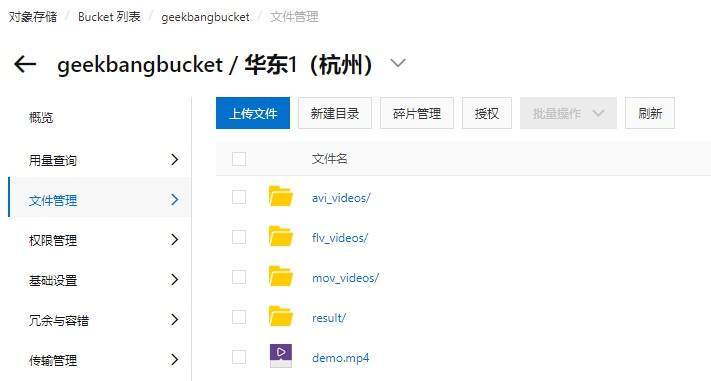 对象存储 / Bucket 列表 / geekbangbucket / 文件管理
← geekbangbucket / 华东1（杭州）
概览
上传文件 新建目录 碎片管理 授权 批量操作 刷新
用量查询
文件名
文件管理
avi_videos/
权限管理
flv_videos/
基础设置
mov_videos/
冗余与容错
result/
传输管理
demo.mp4